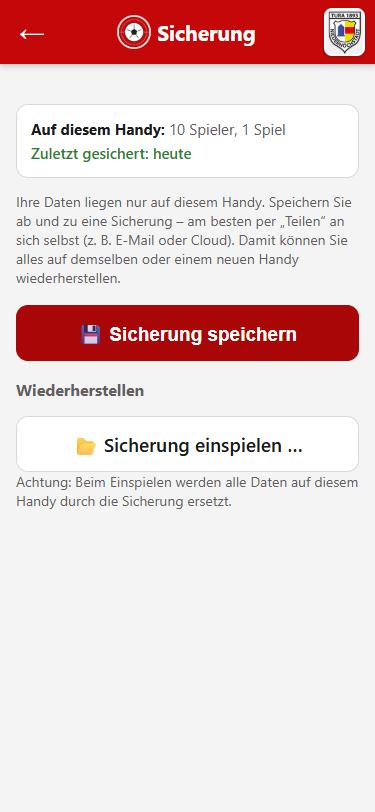 ← Sicherung
TURA 1893
NIEDERHÖCHSTADT
Auf diesem Handy: 10 Spieler, 1 Spiel
Zuletzt gesichert: heute
Ihre Daten liegen nur auf diesem Handy. Speichern Sie
ab und zu eine Sicherung – am besten per „Teilen“ an
sich selbst (z. B. E-Mail oder Cloud). Damit können Sie
alles auf demselben oder einem neuen Handy
wiederherstellen.
Sicherung speichern
Wiederherstellen
Sicherung einspielen ...
Achtung: Beim Einspielen werden alle Daten auf diesem
Handy durch die Sicherung ersetzt.